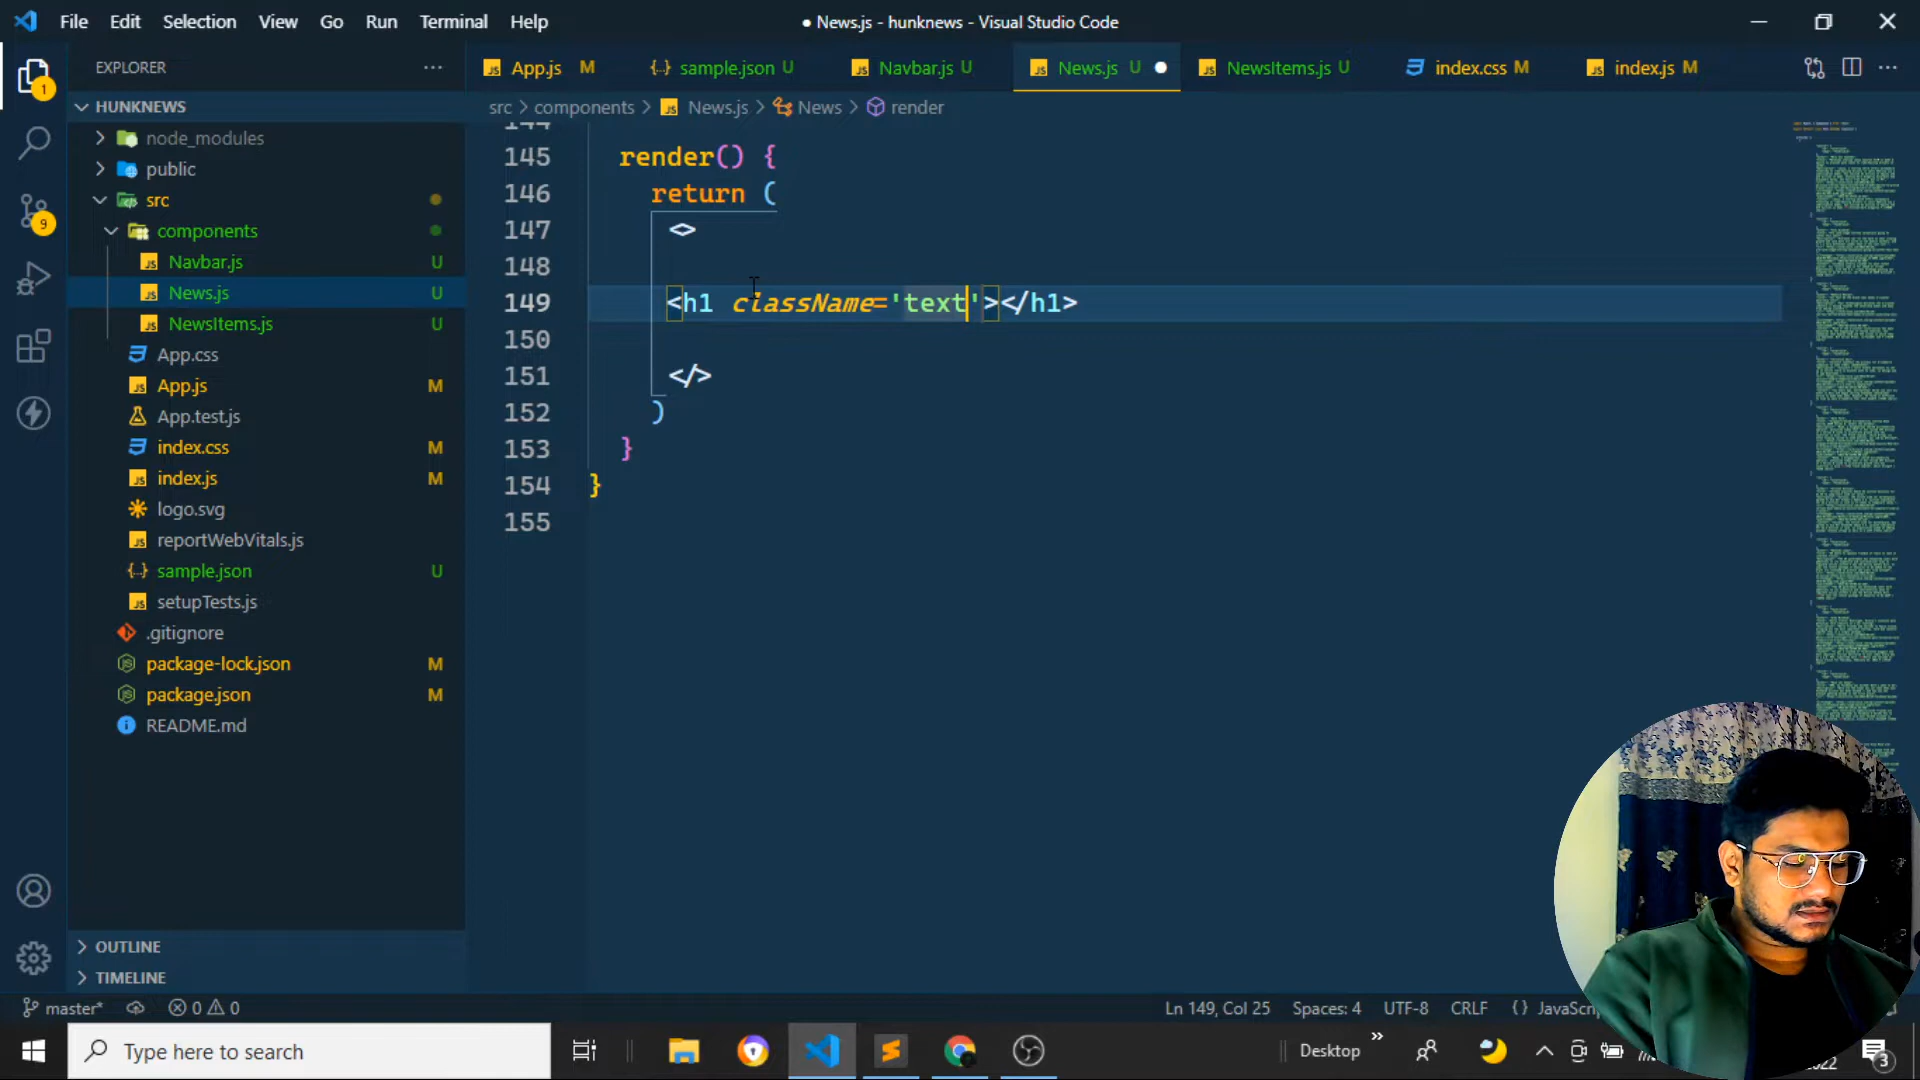 File Edit Selection View Go Run Terminal Help
● News.js - hunknews - Visual Studio Code
EXPLORER ···
App.js M
sample.json U
Navbar.js U
News.js U
NewsItems.js U
index.css M
index.js M
HUNKNEWS
src > components > News.js > News > render
node_modules
public
src
components
Navbar.js U
News.js U
NewsItems.js U
App.css
App.js M
App.test.js
index.css M
index.js M
logo.svg
reportWebVitals.js
sample.json U
setupTests.js
.gitignore
package-lock.json M
package.json M
README.md
OUTLINE
TIMELINE
1
9
144
145 render() {
146 return (
147 <>
148
149 <h1 className='text'></h1>
150
151 </>
152 )
153 }
154 }
155
master* 0 0
Ln 149, Col 25 Spaces: 4 UTF-8 CRLF {}
Type here to search
Desktop
3